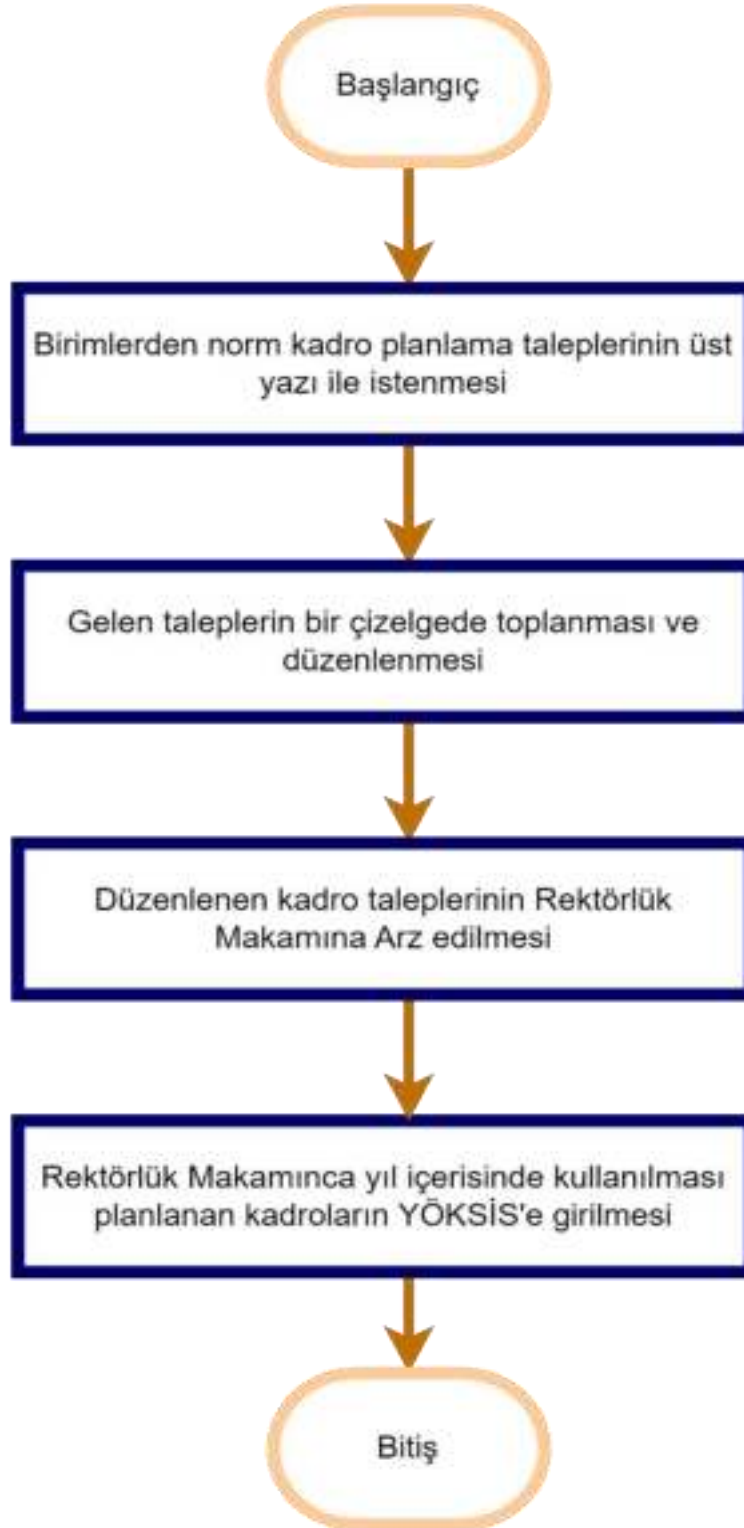 Başlangıç
Birimlerden norm kadro planlama taleplerinin üst
yazı ile istenmesi
Gelen taleplerin bir çizelgede toplanması ve
düzenlenmesi
Düzenlenen kadro taleplerinin Rektörlük
Makamına Arz edilmesi
Rektörlük Makamınca yıl içerisinde kullanılması
planlanan kadroların YÖKSİS'e girilmesi
Bitiş